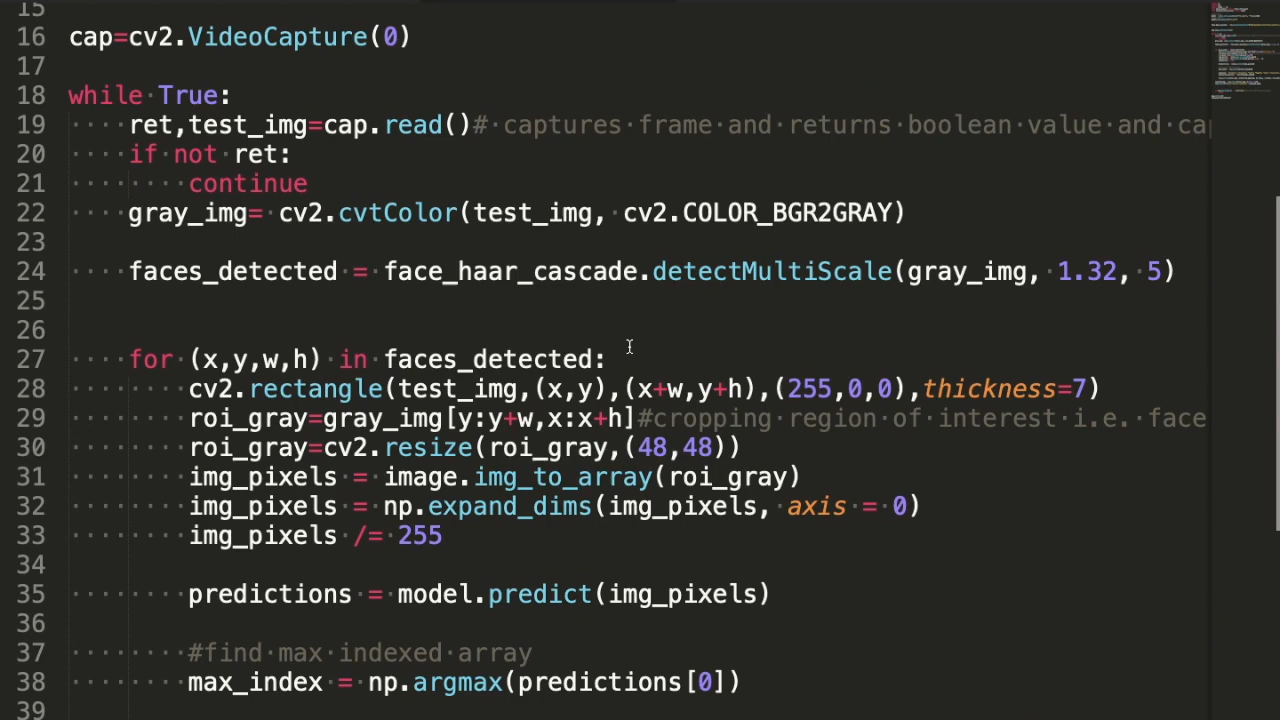 15
16 cap=cv2.VideoCapture(0)
17
18 while True:
19     ret,test_img=cap.read()# captures frame and returns boolean value and
20     if not ret:
21         continue
22     gray_img= cv2.cvtColor(test_img, cv2.COLOR_BGR2GRAY)
23
24     faces_detected = face_haar_cascade.detectMultiScale(gray_img, 1.32, 5)
25
26
27     for (x,y,w,h) in faces_detected:
28         cv2.rectangle(test_img,(x,y),(x+w,y+h),(255,0,0),thickness=7)
29         roi_gray=gray_img[y:y+w,x:x+h]#cropping region of interest i.e. face
30         roi_gray=cv2.resize(roi_gray,(48,48))
31         img_pixels = image.img_to_array(roi_gray)
32         img_pixels = np.expand_dims(img_pixels, axis = 0)
33         img_pixels /= 255
34
35         predictions = model.predict(img_pixels)
36
37         #find max indexed array
38         max_index = np.argmax(predictions[0])
39